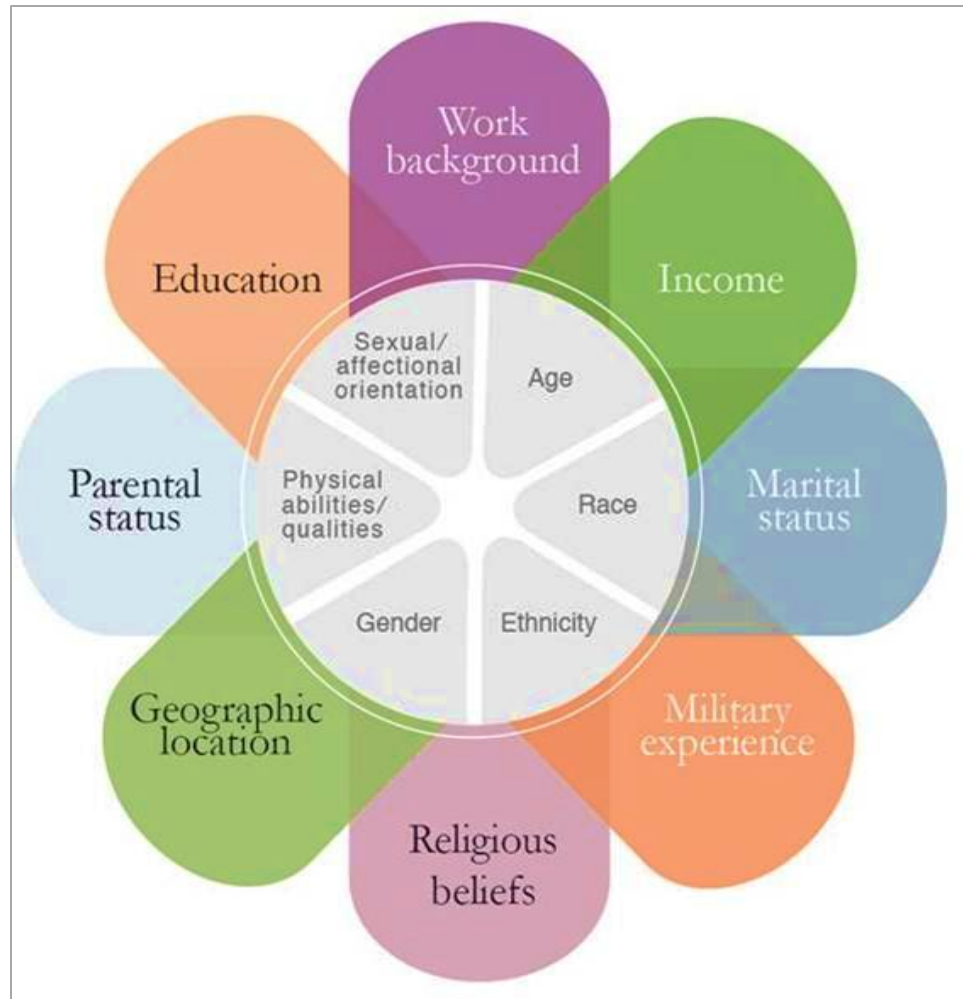 Work
background
Income
Marital
status
Military
experience
Religious
beliefs
Geographic
location
Parental
status
Education
Sexual/
affectional
orientation
Age
Race
Ethnicity
Gender
Physical
abilities/
qualities